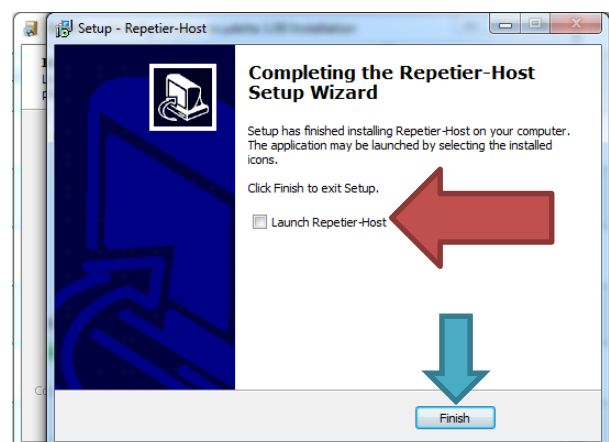 Setup - Repetier-Host
Completing the Repetier-Host
Setup Wizard
Setup has finished installing Repetier-Host on your computer.
The application may be launched by selecting the installed
icons.
Click Finish to exit Setup.
Launch Repetier-Host
Finish